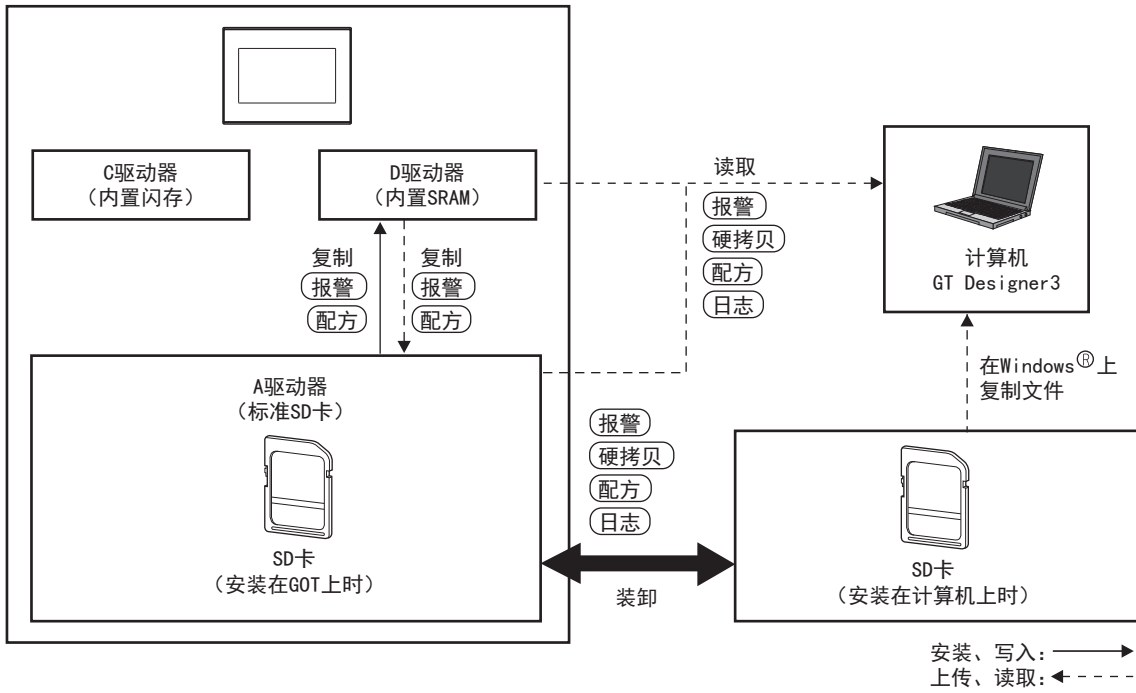 C驱动器
（内置闪存）
D驱动器
（内置SRAM）
复制
报警
配方
复制
报警
配方
A驱动器
（标准SD卡）
SD卡
（安装在GOT上时）
读取
报警
硬拷贝
配方
日志
计算机
GT Designer3
在Windows®上
复制文件
报警
硬拷贝
配方
日志
装卸
SD卡
（安装在计算机上时）
安装、写入：
上传、读取：